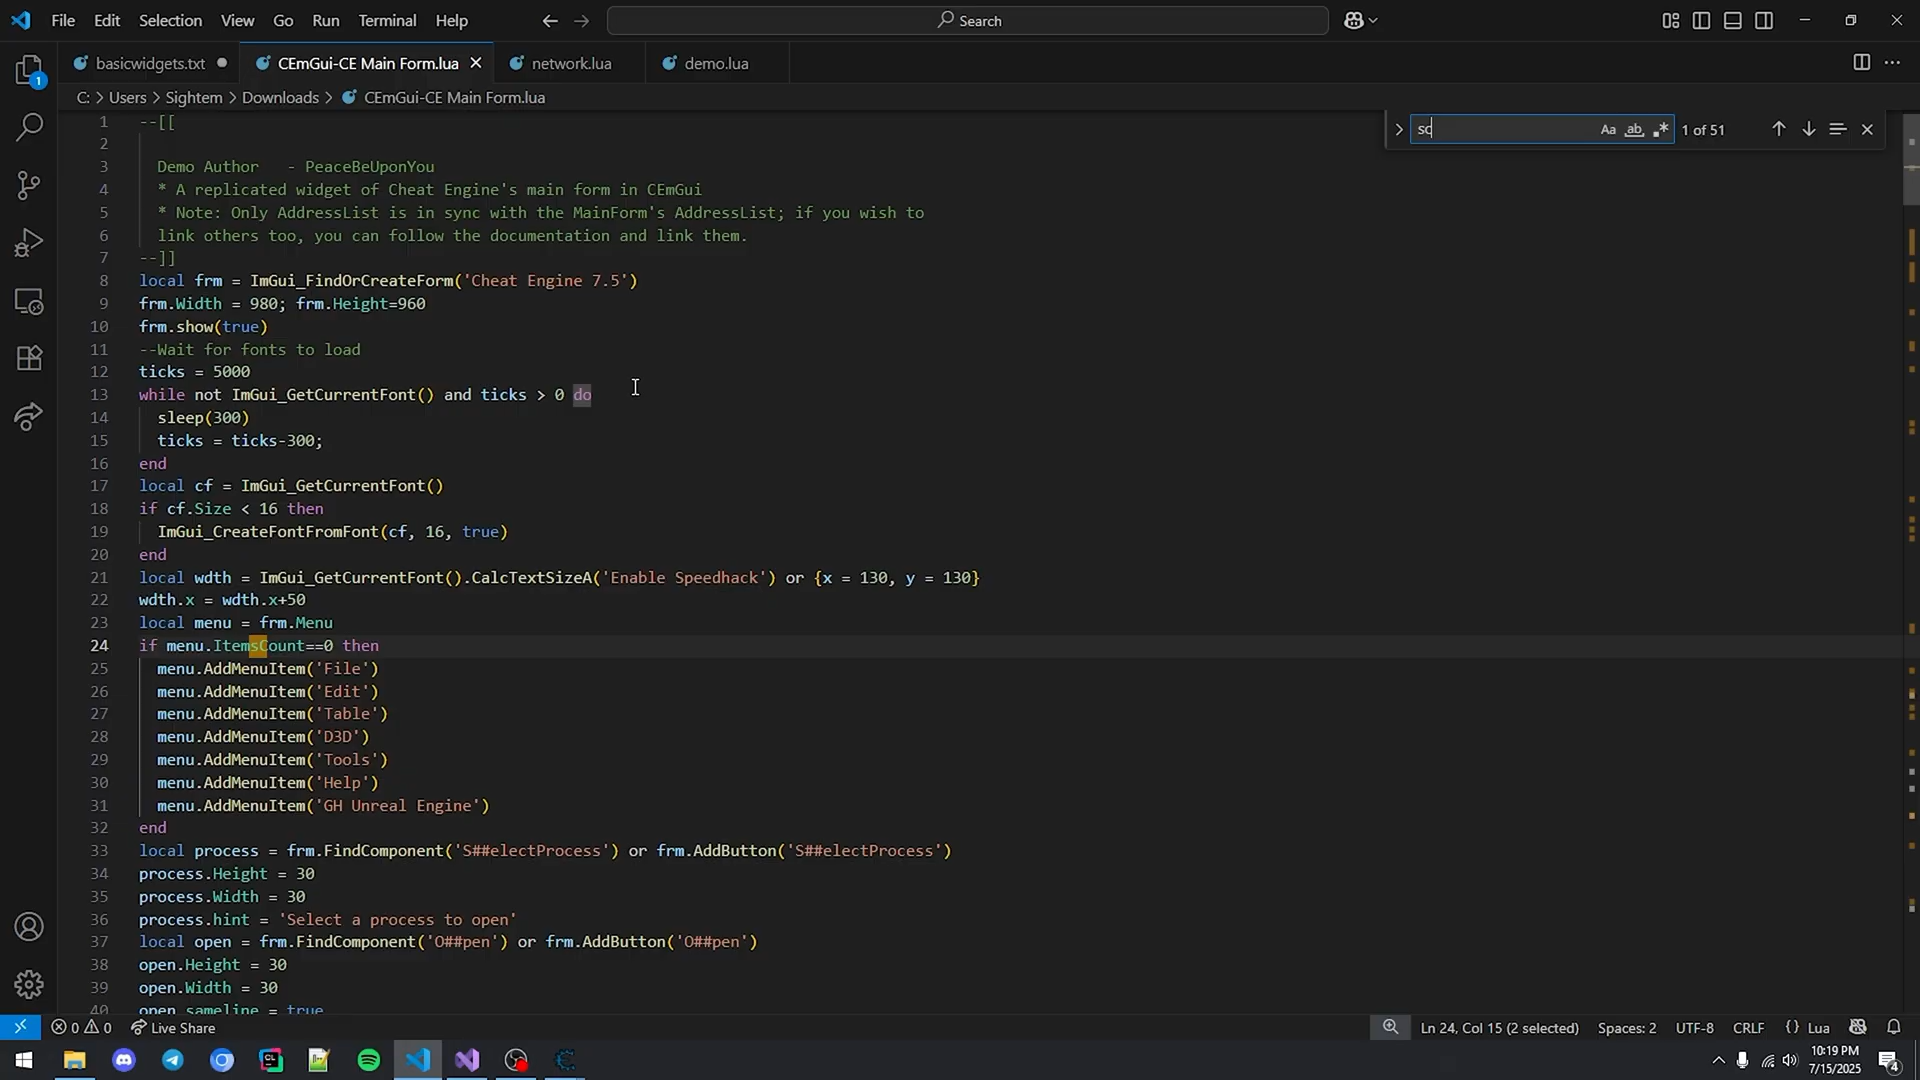 File Edit Selection View Go Run Terminal Help
Search
basicwidgets.txt
CEmGui-CE Main Form.lua
network.lua
demo.lua
C: > Users > Sightem > Downloads > CEmGui-CE Main Form.lua
sc
Aa
ab
1 of 51
1
1 --[[
2
3 Demo Author   - PeaceBeUponYou
4 * A replicated widget of Cheat Engine's main form in CEmGui
5 * Note: Only AddressList is in sync with the MainForm's AddressList; if you wish to
6 link others too, you can follow the documentation and link them.
7 --]]
8 local frm = ImGui_FindOrCreateForm('Cheat Engine 7.5')
9 frm.Width = 980; frm.Height=960
10 frm.show(true)
11 --Wait for fonts to load
12 ticks = 5000
13 while not ImGui_GetCurrentFont() and ticks > 0 do
14 sleep(300)
15 ticks = ticks-300;
16 end
17 local cf = ImGui_GetCurrentFont()
18 if cf.Size < 16 then
19 ImGui_CreateFontFromFont(cf, 16, true)
20 end
21 local wdth = ImGui_GetCurrentFont().CalcTextSizeA('Enable Speedhack') or {x = 130, y = 130}
22 wdth.x = wdth.x+50
23 local menu = frm.Menu
24 if menu.ItemsCount==0 then
25 menu.AddMenuItem('File')
26 menu.AddMenuItem('Edit')
27 menu.AddMenuItem('Table')
28 menu.AddMenuItem('D3D')
29 menu.AddMenuItem('Tools')
30 menu.AddMenuItem('Help')
31 menu.AddMenuItem('GH Unreal Engine')
32 end
33 local process = frm.FindComponent('S##electProcess') or frm.AddButton('S##electProcess')
34 process.Height = 30
35 process.Width = 30
36 process.hint = 'Select a process to open'
37 local open = frm.FindComponent('O##pen') or frm.AddButton('O##pen')
38 open.Height = 30
39 open.Width = 30
40 open.sameline = true
0 0 Live Share
Ln 24, Col 15 (2 selected) Spaces: 2 UTF-8 CRLF {} Lua
10:19 PM
7/15/2025
4